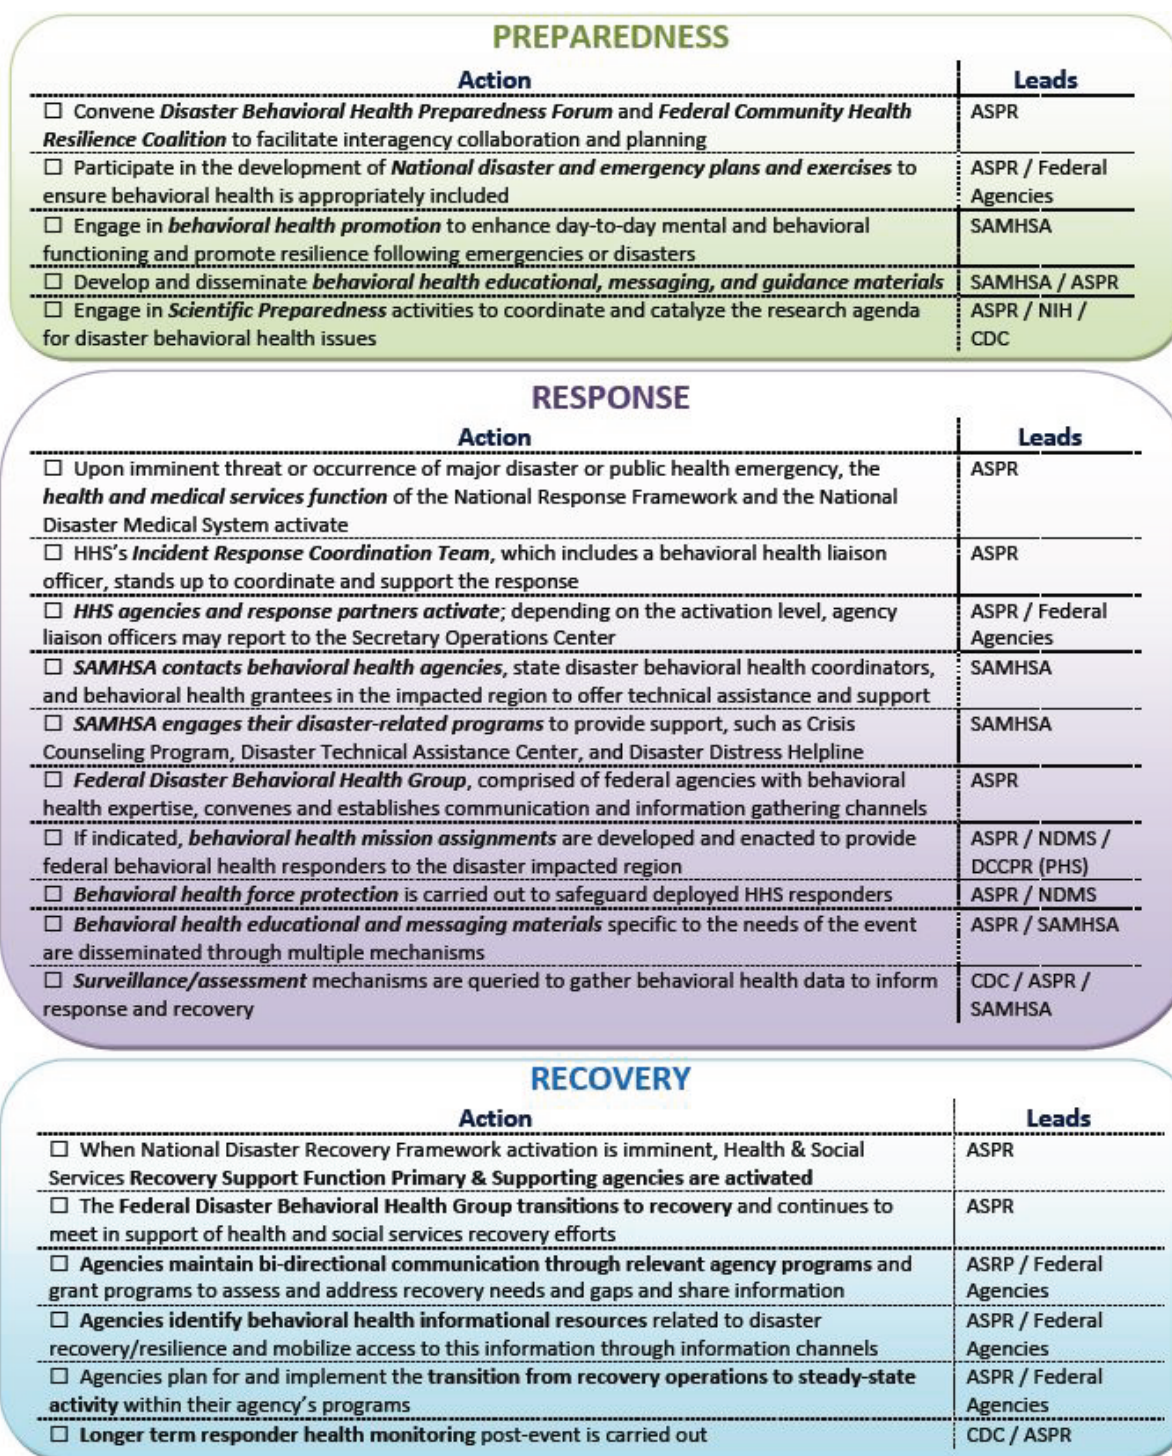 PREPAREDNESS
Action Leads
☐ Convene Disaster Behavioral Health Preparedness Forum and Federal Community Health ASPR
Resilience Coalition to facilitate interagency collaboration and planning
☐ Participate in the development of National disaster and emergency plans and exercises to ASPR / Federal
ensure behavioral health is appropriately included Agencies
☐ Engage in behavioral health promotion to enhance day-to-day mental and behavioral SAMHSA
functioning and promote resilience following emergencies or disasters
☐ Develop and disseminate behavioral health educational, messaging, and guidance materials SAMHSA / ASPR
☐ Engage in Scientific Preparedness activities to coordinate and catalyze the research agenda ASPR / NIH /
for disaster behavioral health issues CDC
RESPONSE
Action Leads
☐ Upon imminent threat or occurrence of major disaster or public health emergency, the ASPR
health and medical services function of the National Response Framework and the National
Disaster Medical System activate
☐ HHS's Incident Response Coordination Team, which includes a behavioral health liaison ASPR
officer, stands up to coordinate and support the response
☐ HHS agencies and response partners activate; depending on the activation level, agency ASPR / Federal
liaison officers may report to the Secretary Operations Center Agencies
☐ SAMHSA contacts behavioral health agencies, state disaster behavioral health coordinators, SAMHSA
and behavioral health grantees in the impacted region to offer technical assistance and support
☐ SAMHSA engages their disaster-related programs to provide support, such as Crisis SAMHSA
Counseling Program, Disaster Technical Assistance Center, and Disaster Distress Helpline
☐ Federal Disaster Behavioral Health Group, comprised of federal agencies with behavioral ASPR
health expertise, convenes and establishes communication and information gathering channels
☐ If indicated, behavioral health mission assignments are developed and enacted to provide ASPR / NDMS /
federal behavioral health responders to the disaster impacted region DCCPR (PHS)
☐ Behavioral health force protection is carried out to safeguard deployed HHS responders ASPR / NDMS
☐ Behavioral health educational and messaging materials specific to the needs of the event ASPR / SAMHSA
are disseminated through multiple mechanisms
☐ Surveillance/assessment mechanisms are queried to gather behavioral health data to inform CDC / ASPR /
response and recovery SAMHSA
RECOVERY
Action Leads
☐ When National Disaster Recovery Framework activation is imminent, Health & Social ASPR
Services Recovery Support Function Primary & Supporting agencies are activated
☐ The Federal Disaster Behavioral Health Group transitions to recovery and continues to ASPR
meet in support of health and social services recovery efforts
☐ Agencies maintain bi-directional communication through relevant agency programs and ASRP / Federal
grant programs to assess and address recovery needs and gaps and share information Agencies
☐ Agencies identify behavioral health informational resources related to disaster ASPR / Federal
recovery/resilience and mobilize access to this information through information channels Agencies
☐ Agencies plan for and implement the transition from recovery operations to steady-state ASPR / Federal
activity within their agency's programs Agencies
☐ Longer term responder health monitoring post-event is carried out CDC / ASPR